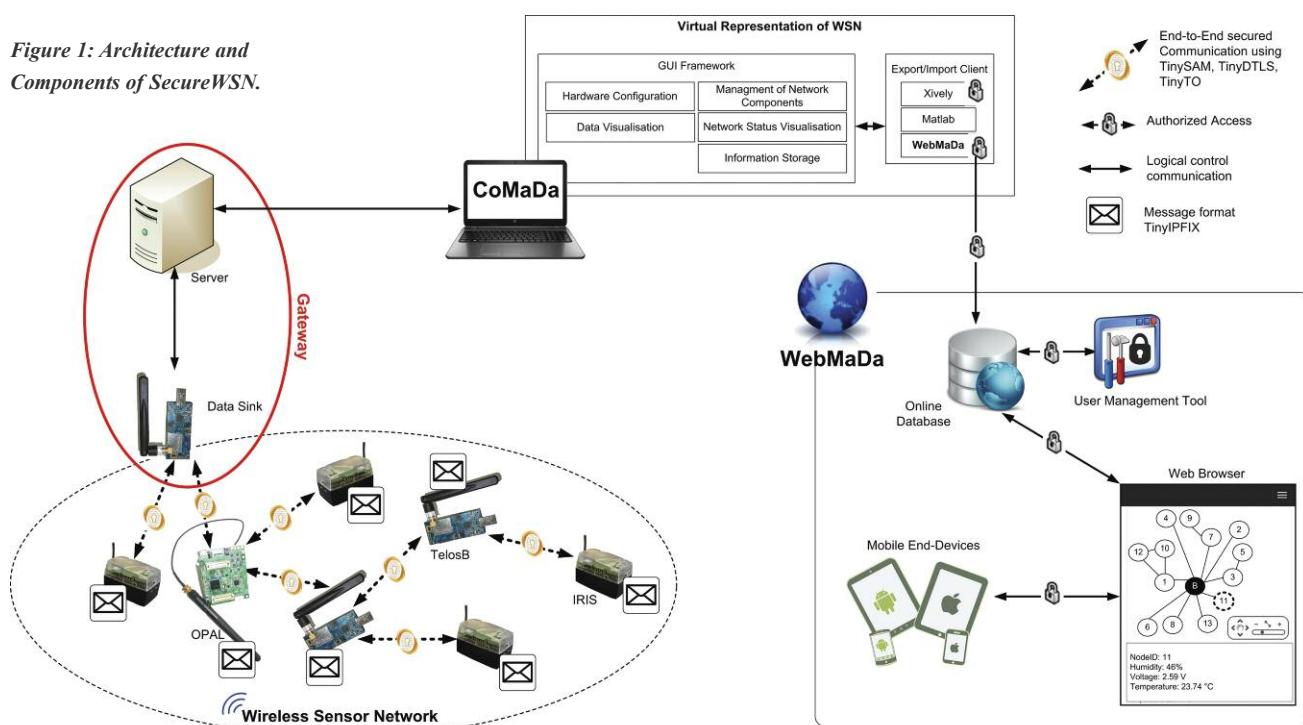 Figure 1: Architecture and
Components of SecureWSN.
Virtual Representation of WSN
GUI Framework
Hardware Configuration
Managment of Network
Components
Data Visualisation
Network Status Visualisation
Information Storage
Export/Import Client
Xively
Matlab
WebMaDa
End-to-End secured
Communication using
TinySAM, TinyDTLS,
TinyTO
Authorized Access
Logical control
communication
Message format
TinyIPFIX
CoMaDa
Server
Gateway
Data Sink
TelosB
IRIS
OPAL
Wireless Sensor Network
WebMaDa
Online
Database
User Management Tool
Mobile End-Devices
Web Browser
4
9
2
7
12
10
5
1
3
B
11
6
8
13
NodeID: 11
Humidity: 46%
Voltage: 2.59 V
Temperature: 23.74 °C